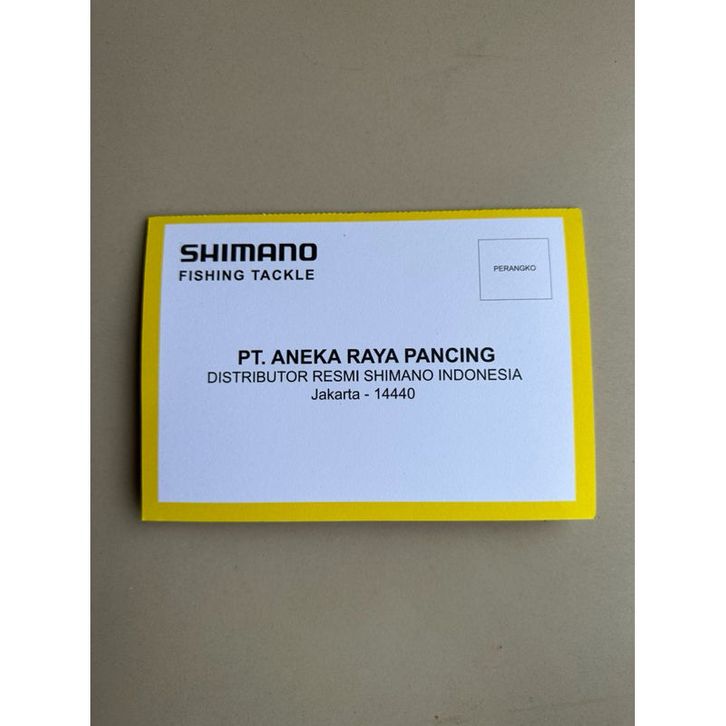 SHIMANO
FISHING TACKLE
PERANGKO
PT. ANEKA RAYA PANCING
DISTRIBUTOR RESMI SHIMANO INDONESIA
Jakarta - 14440